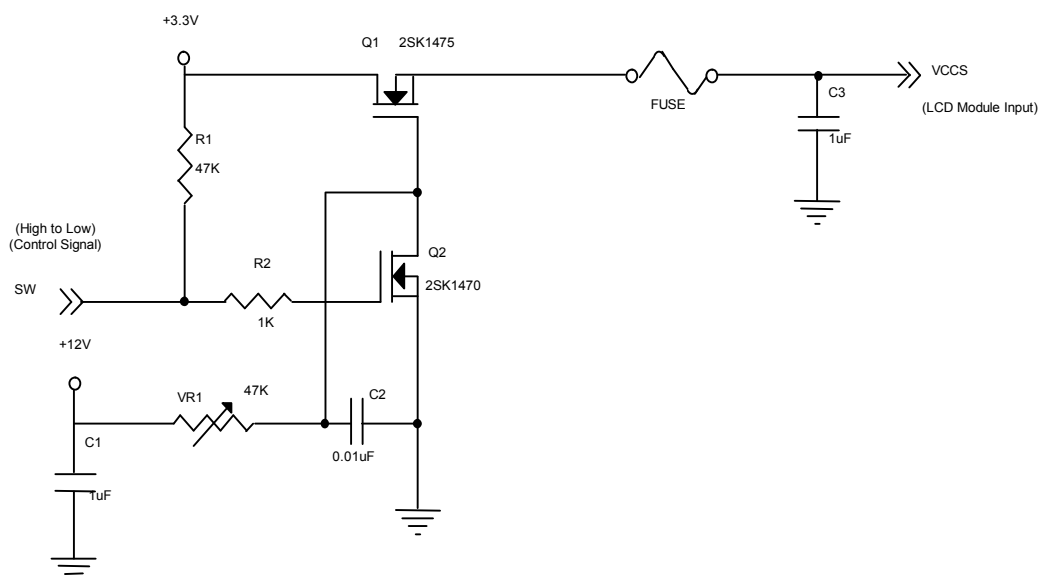 +3.3V
Q1 2SK1475
FUSE
VCCS
(LCD Module Input)
C3
1uF
R1
47K
(High to Low)
(Control Signal)
SW
R2
1K
Q2
2SK1470
+12V
VR1
47K
C2
0.01uF
C1
1uF